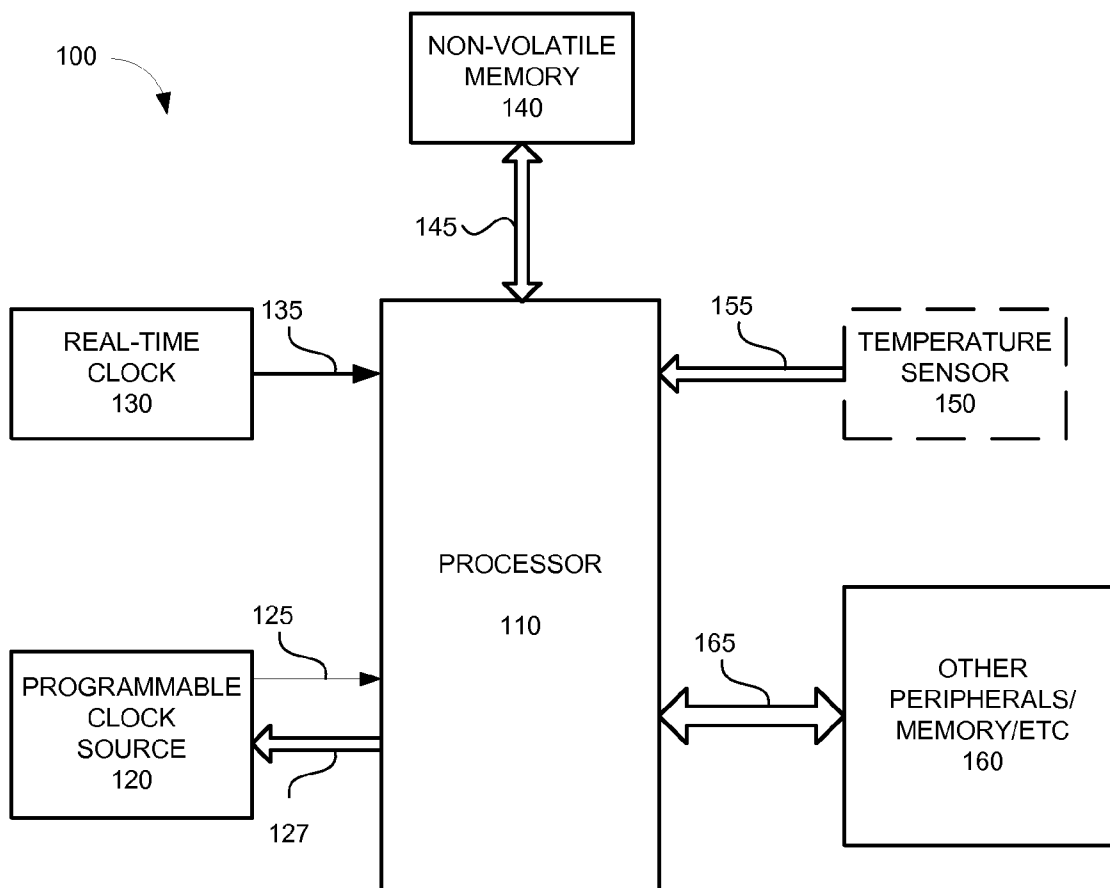 100
NON-VOLATILE
MEMORY
140
145
135
REAL-TIME
CLOCK
130
155
TEMPERATURE
SENSOR
150
PROCESSOR
110
125
PROGRAMMABLE
CLOCK
SOURCE
120
127
165
OTHER
PERIPHERALS/
MEMORY/ETC
160